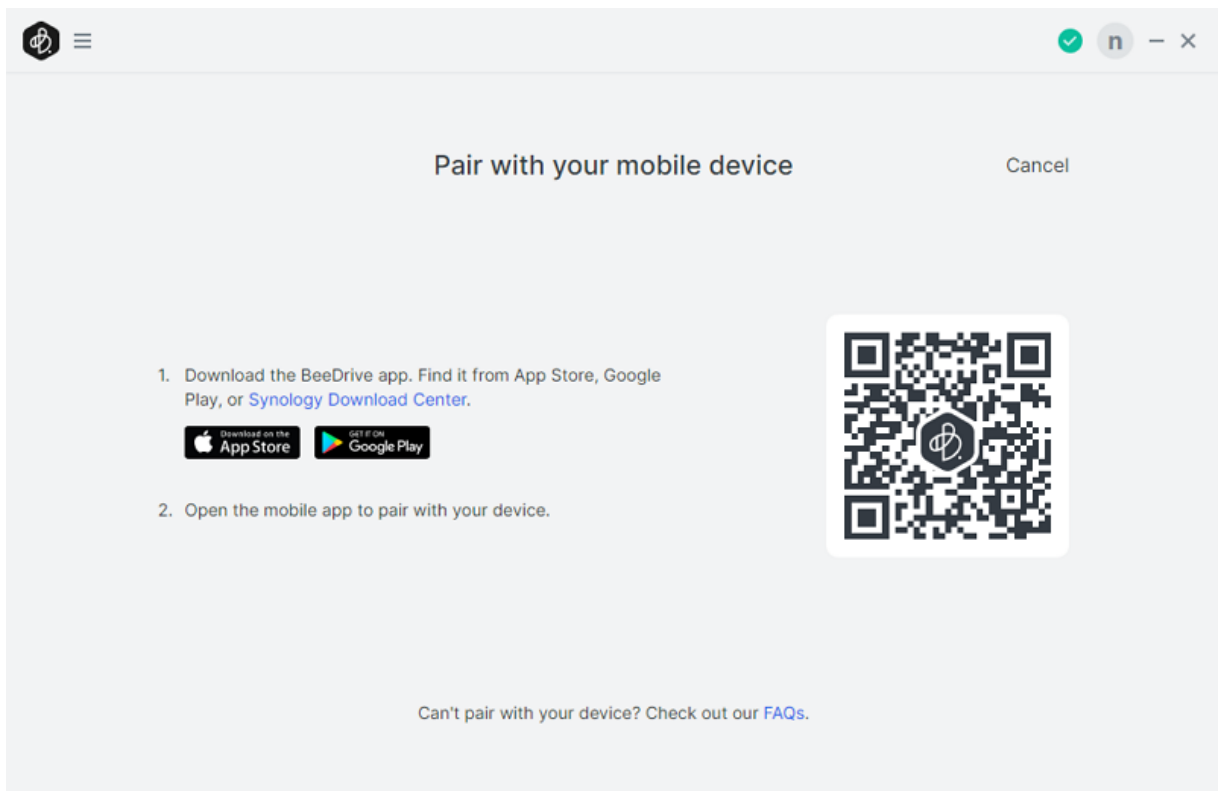 n
Pair with your mobile device
Cancel
1. Download the BeeDrive app. Find it from App Store, Google
Play, or Synology Download Center.
Download on the
App Store
GET IT ON
Google Play
2. Open the mobile app to pair with your device.
Can't pair with your device? Check out our FAQs.